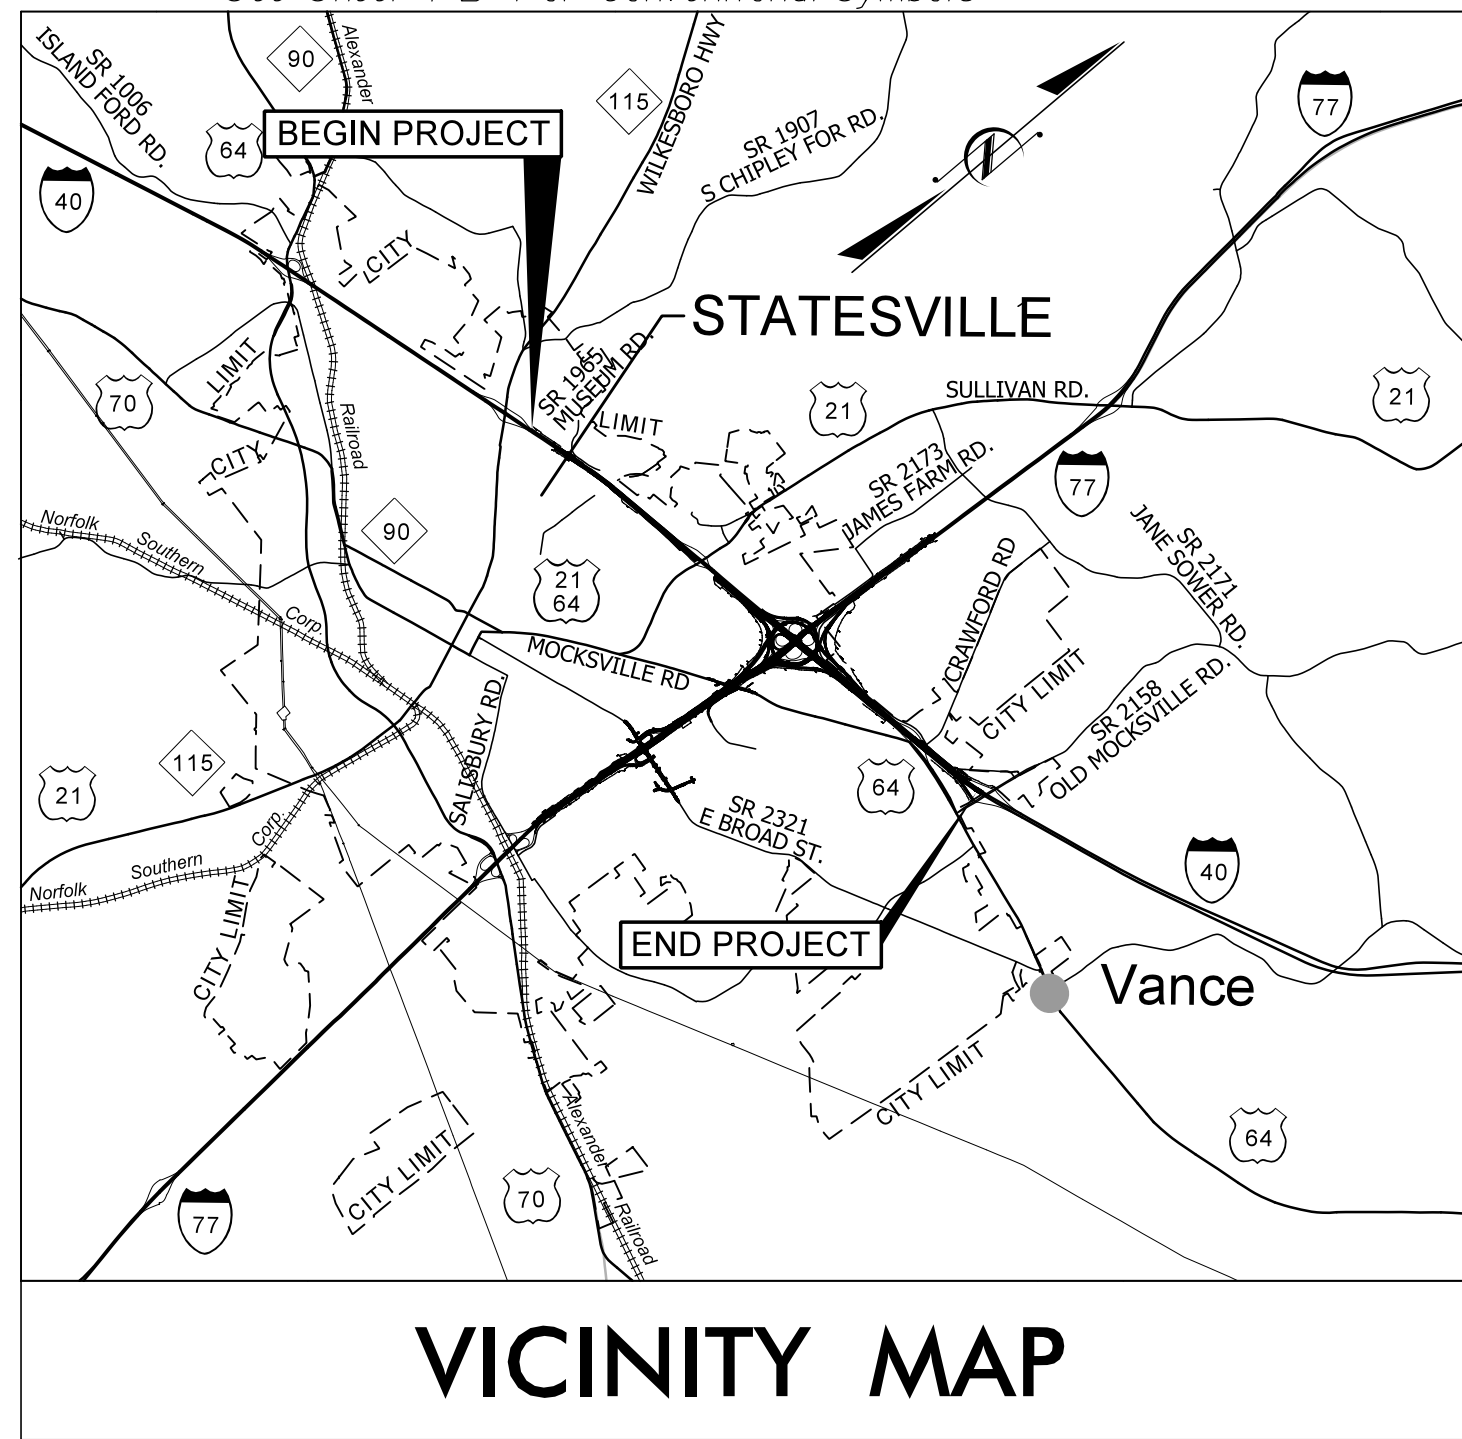 SR 1006
ISLAND FORD RD.
90
Alexander
115
WILKESBORO HWY
SR 1907
S CHIPLEY FOR RD.
77
64
BEGIN PROJECT
40
CITY
STATESVILLE
LIMIT
SR 1965
MUSEUM RD.
70
21
SULLIVAN RD.
21
Railroad
LIMIT
CITY
SR 2173
JAMES FARM RD.
77
90
Norfolk
Southern
Corp.
21
64
CRAWFORD RD
SR 2171
JANE SOWER RD.
MOCKSVILLE RD
CITY LIMIT
SR 2158
OLD MOCKSVILLE RD.
SALISBURY RD.
115
21
64
SR 2321
E BROAD ST.
Corp.
Southern
Norfolk
40
CITY LIMIT
END PROJECT
Vance
CITY LIMIT
Alexander
Railroad
CITY LIMIT
64
70
77
VICINITY MAP